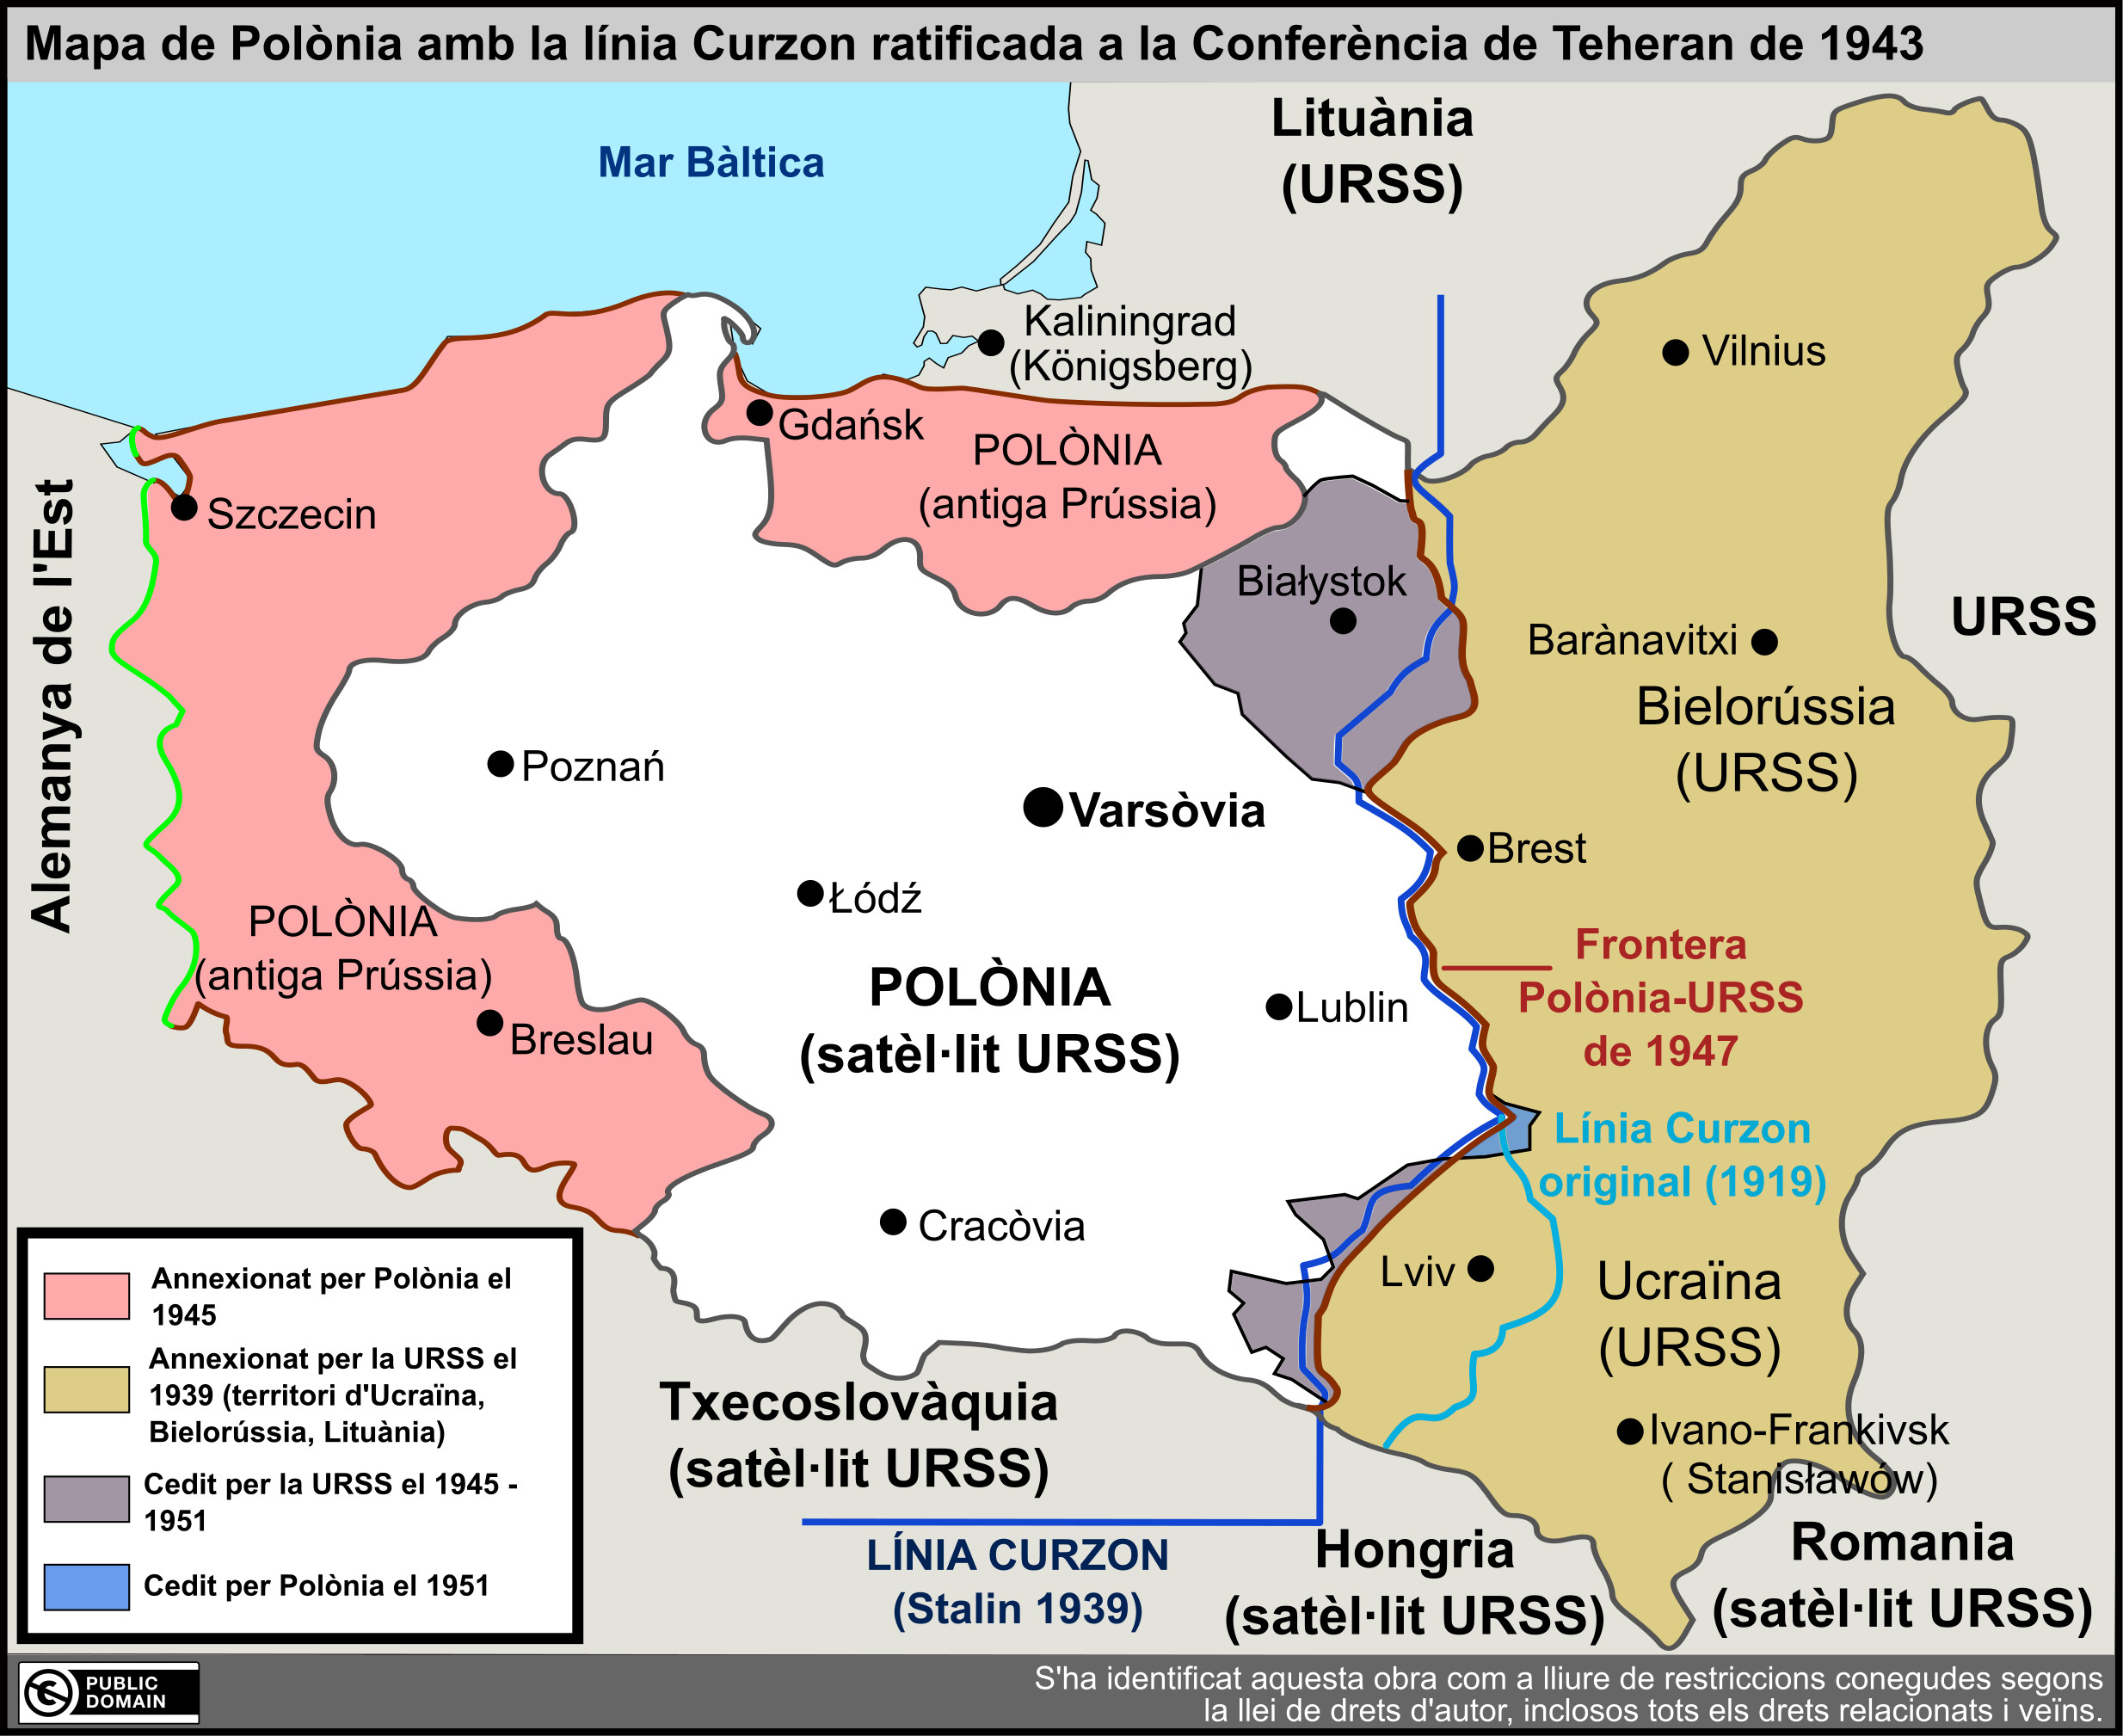 Mapa de Polònia amb la línia Curzon ratificada a la Conferència de Teheran de 1943
Mar Bàltica
Lituània
(URSS)
Kaliningrad
(Königsberg)
Vilnius
Gdańsk
POLÒNIA
(antiga Prússia)
Szczecin
Alemanya de l'Est
Białystok
URSS
Barànavitxi
Bielorússia
(URSS)
Poznań
Varsòvia
Brest
Łódź
POLÒNIA
(antiga Prússia)
Breslau
POLÒNIA
(satèl·lit URSS)
Lublin
Frontera
Polònia-URSS
de 1947
Línia Curzon
original (1919)
Cracòvia
Lviv
Ucraïna
(URSS)
Ivano-Frankivsk
( Stanisławów)
Txecoslovàquia
(satèl·lit URSS)
LÍNIA CURZON
(Stalin 1939)
Hongria
(satèl·lit URSS)
Romania
(satèl·lit URSS)
Annexionat per Polònia el
1945
Annexionat per la URSS el
1939 (territori d'Ucraïna,
Bielorússia, Lituània)
Cedit per la URSS el 1945 -
1951
Cedit per Polònia el 1951
PUBLIC
DOMAIN
S'ha identificat aquesta obra com a lliure de restriccions conegudes segons
la llei de drets d'autor, inclosos tots els drets relacionats i veïns.